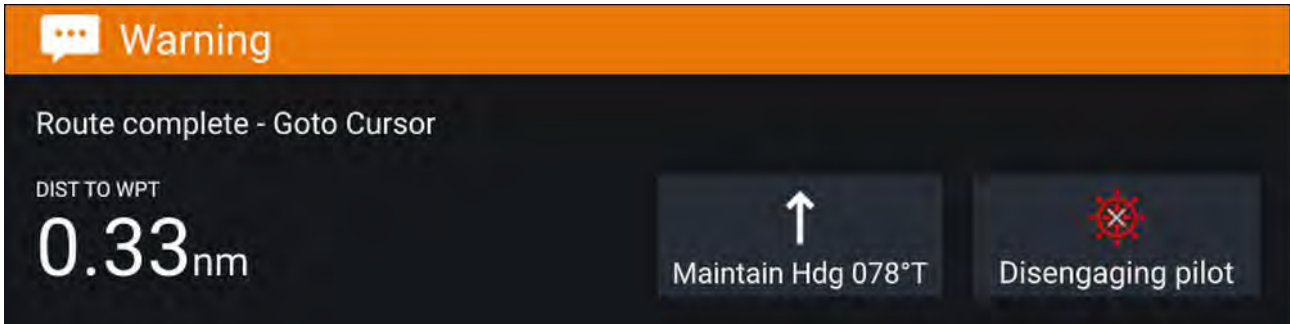 Warning
Route complete - Goto Cursor
DIST TO WPT
0.33nm
Maintain Hdg 078°T
Disengaging pilot